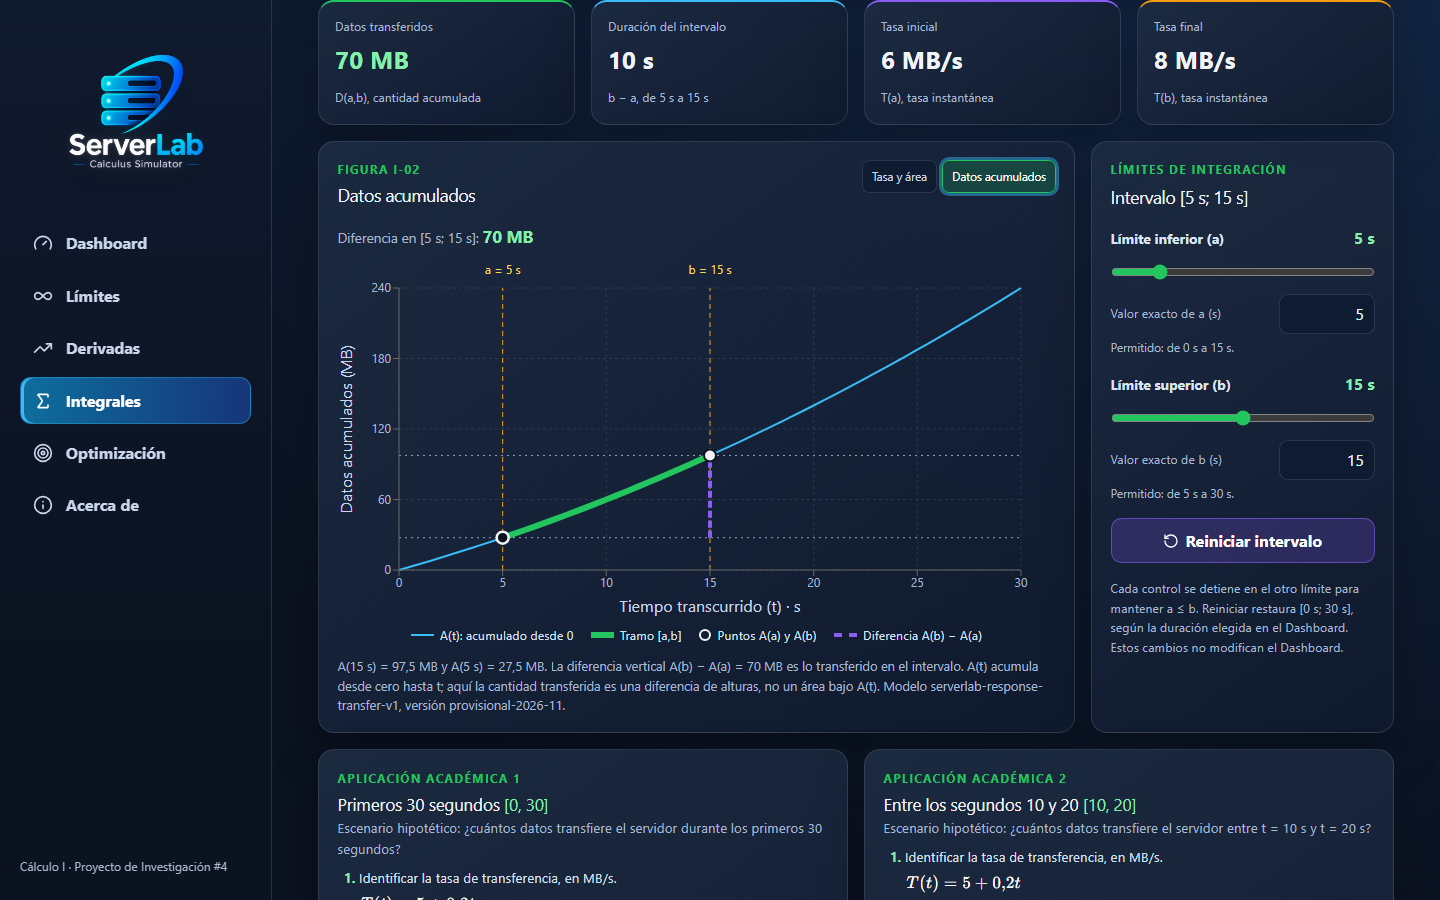 ServerLab
Calculus Simulator
Dashboard
Límites
Derivadas
Integrales
Optimización
Acerca de
Cálculo I · Proyecto de Investigación #4
Datos transferidos
70 MB
D(a,b), cantidad acumulada
Duración del intervalo
10 s
b − a, de 5 s a 15 s
Tasa inicial
6 MB/s
T(a), tasa instantánea
Tasa final
8 MB/s
T(b), tasa instantánea
FIGURA I-02
Datos acumulados
Tasa y área
Datos acumulados
Diferencia en [5 s; 15 s]: 70 MB
a = 5 s
b = 15 s
Datos acumulados (MB)
240
180
120
60
0
0
5
10
15
20
25
30
Tiempo transcurrido (t) · s
A(t): acumulado desde 0
Tramo [a,b]
Puntos A(a) y A(b)
Diferencia A(b) − A(a)
A(15 s) = 97,5 MB y A(5 s) = 27,5 MB. La diferencia vertical A(b) − A(a) = 70 MB es lo transferido en el intervalo. A(t) acumula
desde cero hasta t; aquí la cantidad transferida es una diferencia de alturas, no un área bajo A(t). Modelo serverlab-response-
transfer-v1, versión provisional-2026-11.
LÍMITES DE INTEGRACIÓN
Intervalo [5 s; 15 s]
Límite inferior (a)
5 s
Valor exacto de a (s)
5
Permitido: de 0 s a 15 s.
Límite superior (b)
15 s
Valor exacto de b (s)
15
Permitido: de 5 s a 30 s.
Reiniciar intervalo
Cada control se detiene en el otro límite para
mantener a ≤ b. Reiniciar restaura [0 s; 30 s],
según la duración elegida en el Dashboard.
Estos cambios no modifican el Dashboard.
APLICACIÓN ACADÉMICA 1
Primeros 30 segundos [0, 30]
Escenario hipotético: ¿cuántos datos transfiere el servidor durante los primeros 30
segundos?
1. Identificar la tasa de transferencia, en MB/s.
T(t) = 5 + 0,2t
APLICACIÓN ACADÉMICA 2
Entre los segundos 10 y 20 [10, 20]
Escenario hipotético: ¿cuántos datos transfiere el servidor entre t = 10 s y t = 20 s?
1. Identificar la tasa de transferencia, en MB/s.
T(t) = 5 + 0,2t